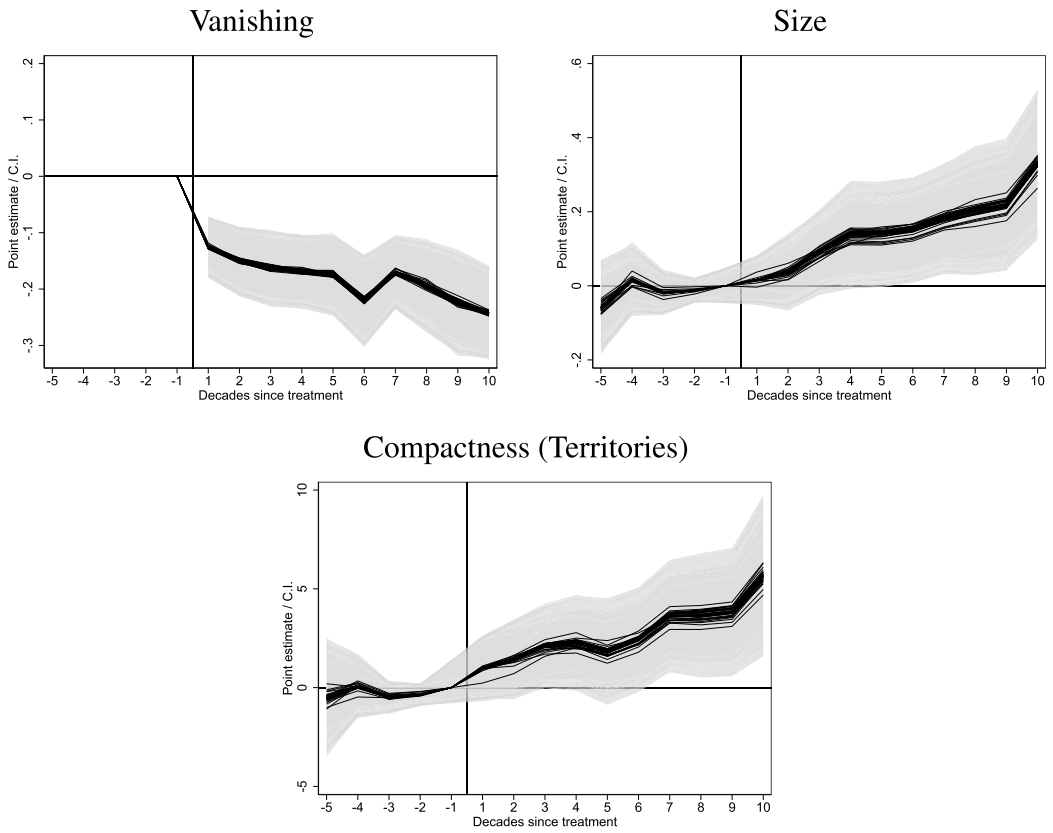 Vanishing
Size
.2
.1
0
-.1
-.2
-.3
Point estimate / C.I.
-5 -4 -3 -2 -1 1 2 3 4 5 6 7 8 9 10
Decades since treatment
.6
.4
.2
0
-.2
Point estimate / C.I.
-5 -4 -3 -2 -1 1 2 3 4 5 6 7 8 9 10
Decades since treatment
Compactness (Territories)
10
5
0
-5
Point estimate / C.I.
-5 -4 -3 -2 -1 1 2 3 4 5 6 7 8 9 10
Decades since treatment